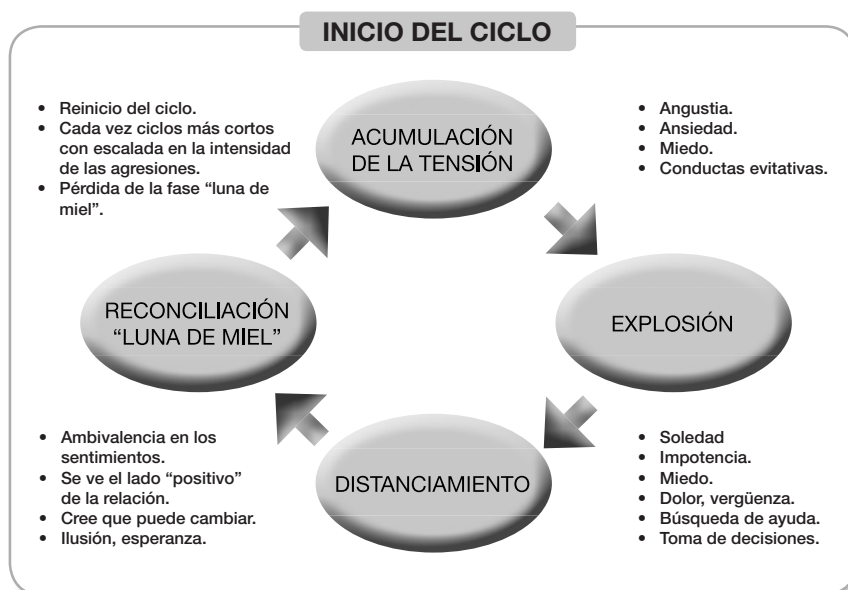 INICIO DEL CICLO
• Reinicio del ciclo.
• Cada vez ciclos más cortos
con escalada en la intensidad
de las agresiones.
• Pérdida de la fase “luna de
miel”.
ACUMULACIÓN
DE LA TENSIÓN
• Angustia.
• Ansiedad.
• Miedo.
• Conductas evitativas.
RECONCILIACIÓN
“LUNA DE MIEL”
EXPLOSIÓN
• Ambivalencia en los
sentimientos.
• Se ve el lado “positivo”
de la relación.
• Cree que puede cambiar.
• Ilusión, esperanza.
DISTANCIAMIENTO
• Soledad
• Impotencia.
• Miedo.
• Dolor, vergüenza.
• Búsqueda de ayuda.
• Toma de decisiones.